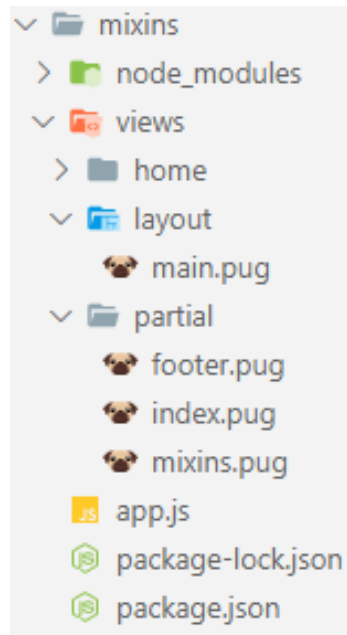 mixins
node_modules
views
home
layout
main.pug
partial
footer.pug
index.pug
mixins.pug
JS app.js
package-lock.json
package.json